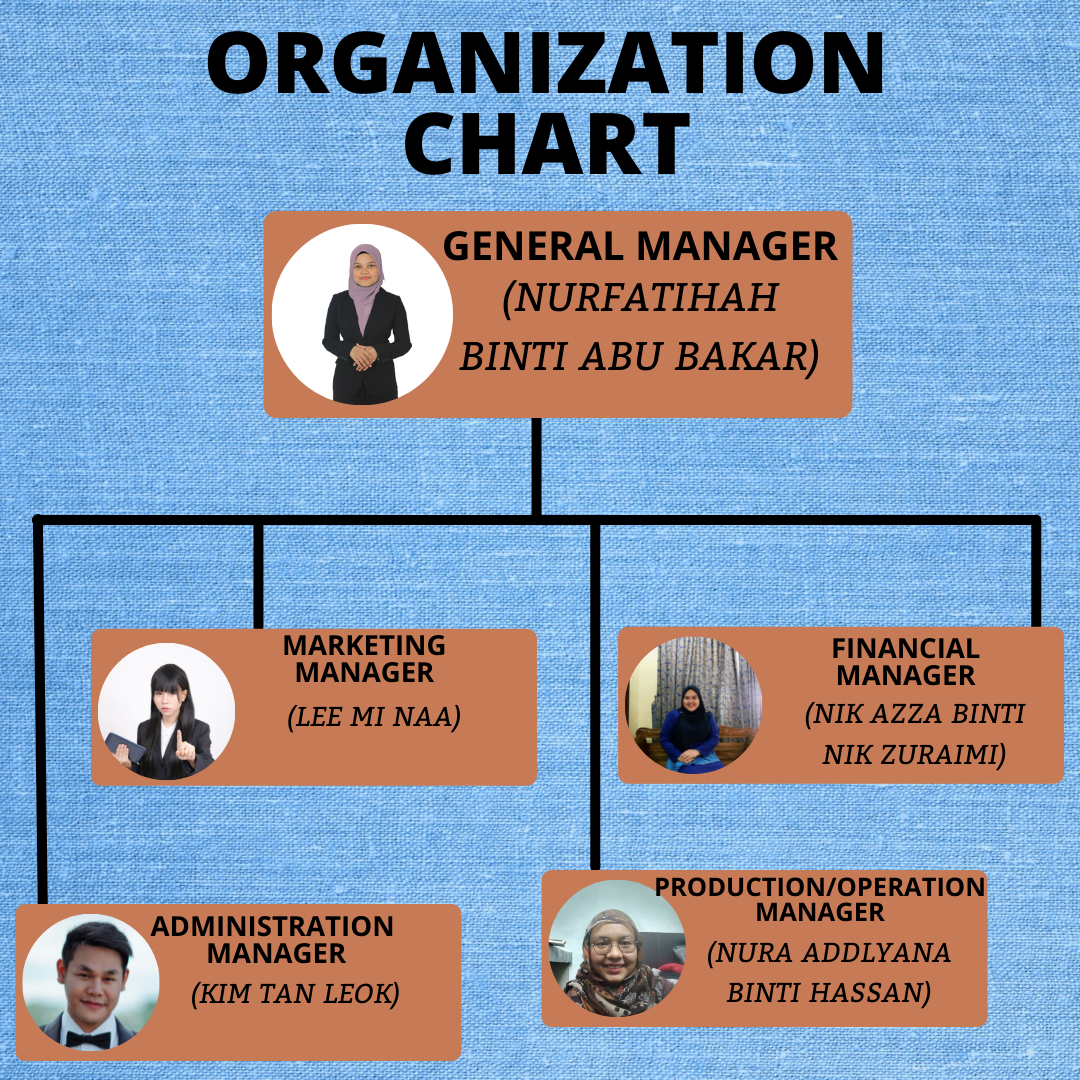 ORGANIZATION
CHART
GENERAL MANAGER
(NURFATIHAH
BINTI ABU BAKAR)
MARKETING
MANAGER
(LEE MI NAA)
FINANCIAL
MANAGER
(NIK AZZA BINTI
NIK ZURAIMI)
ADMINISTRATION
MANAGER
(KIM TAN LEOK)
PRODUCTION/OPERATION
MANAGER
(NURA ADDLYANA
BINTI HASSAN)